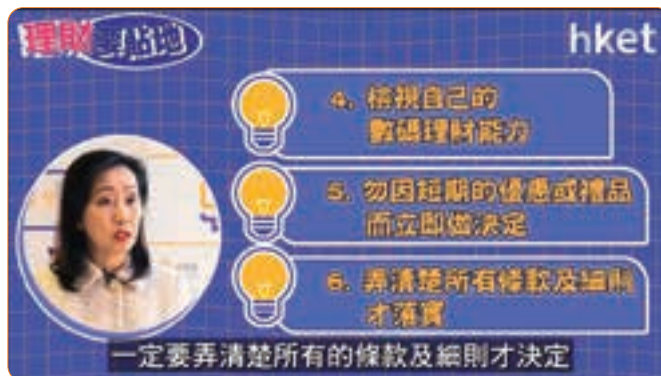 理財要貼地
hket
4. 檢視自己的
數碼理財能力
5. 勿因短期的優惠或禮品
而立即做決定
6. 弄清楚所有條款及細則
才落實
一定要弄清楚所有的條款及細則才決定